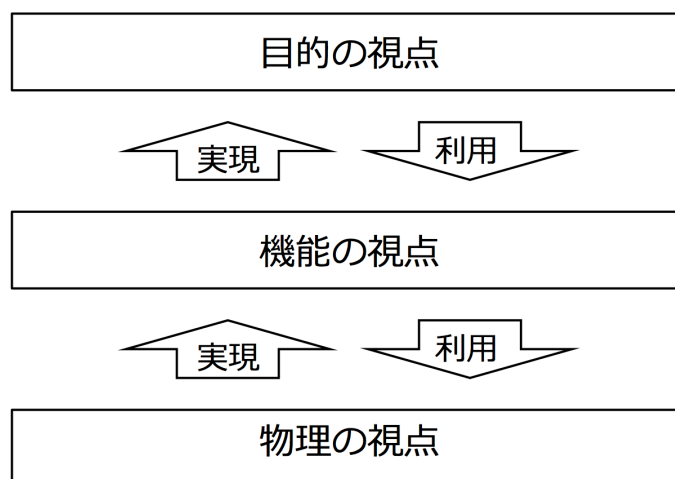 目的の視点
実現
利用
機能の視点
実現
利用
物理の視点